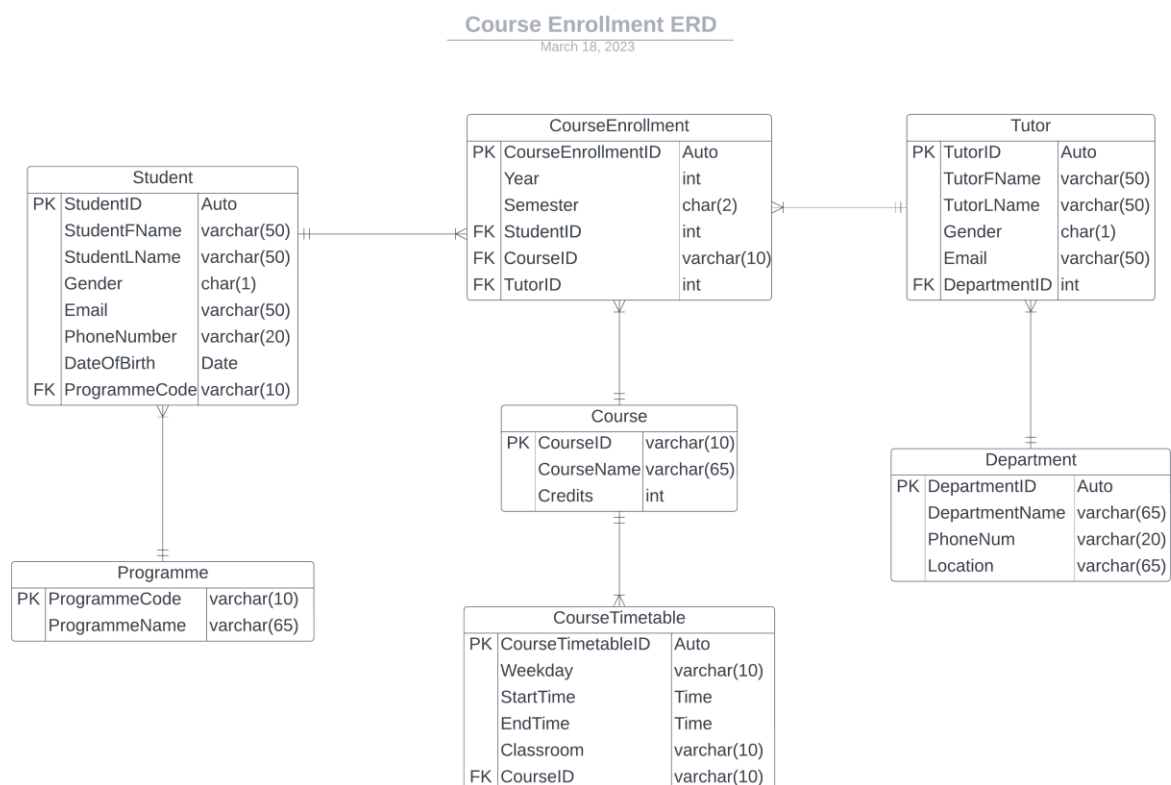 Course Enrollment ERD
March 18, 2023
CourseEnrollment
PK CourseEnrollmentID Auto
Year int
Semester char(2)
FK StudentID int
FK CourseID varchar(10)
FK TutorID int
Tutor
PK TutorID Auto
TutorFName varchar(50)
TutorLName varchar(50)
Gender char(1)
Email varchar(50)
FK DepartmentID int
Student
PK StudentID Auto
StudentFName varchar(50)
StudentLName varchar(50)
Gender char(1)
Email varchar(50)
PhoneNumber varchar(20)
DateOfBirth Date
FK ProgrammeCode varchar(10)
Course
PK CourseID varchar(10)
CourseName varchar(65)
Credits int
Department
PK DepartmentID Auto
DepartmentName varchar(65)
PhoneNum varchar(20)
Location varchar(65)
Programme
PK ProgrammeCode varchar(10)
ProgrammeName varchar(65)
CourseTimetable
PK CourseTimetableID Auto
Weekday varchar(10)
StartTime Time
EndTime Time
Classroom varchar(10)
FK CourseID varchar(10)